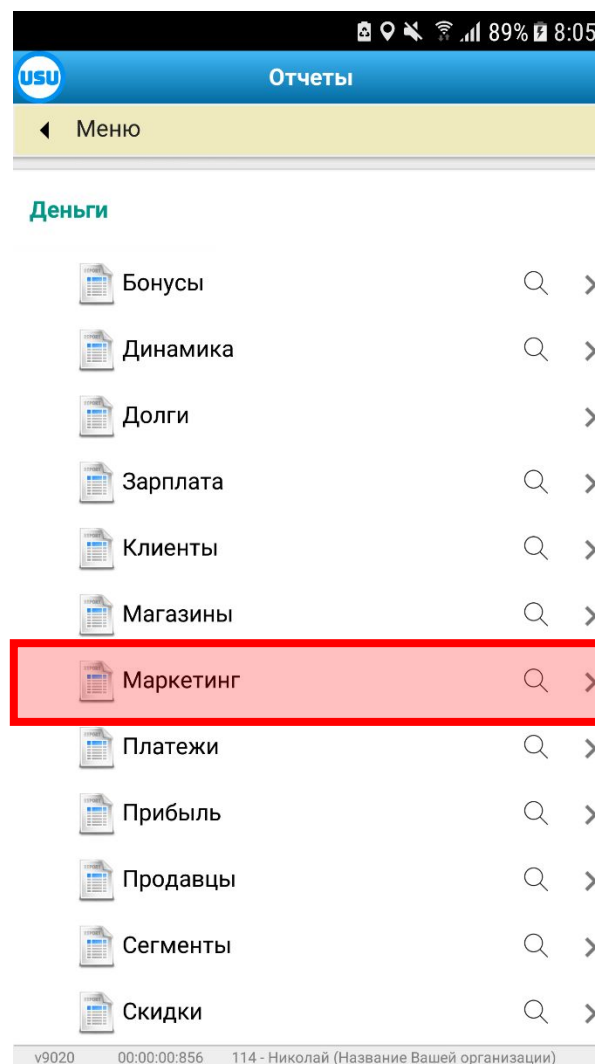 89% 8:05
USU Отчеты
Меню
Деньги
Бонусы
Динамика
Долги
Зарплата
Клиенты
Магазины
Маркетинг
Платежи
Прибыль
Продавцы
Сегменты
Скидки
v9020 00:00:00:856 114 - Николай (Название Вашей организации)